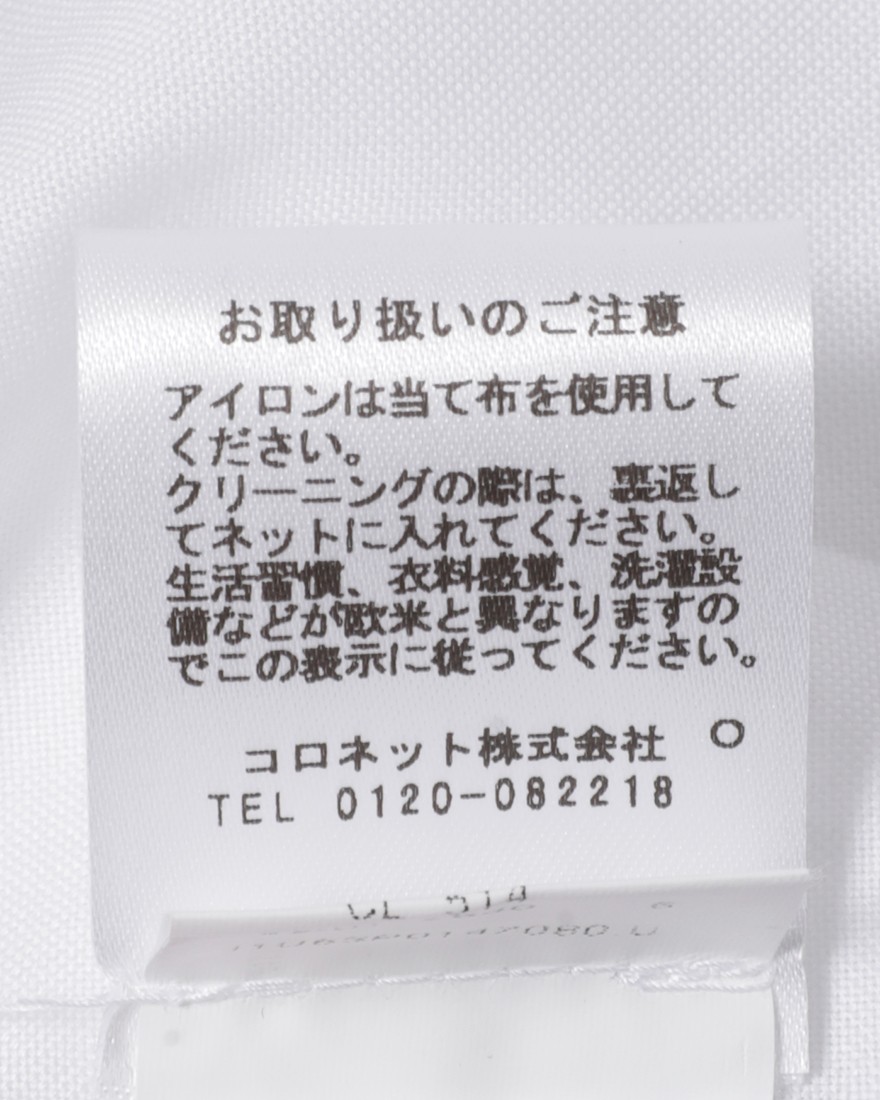 お取り扱いのご注意
アイロンは当て布を使用して
ください。
クリーニングの際は、裏返し
てネットに入れてください。
生活習慣、衣料感覚、洗濯設
備などが欧米と異なりますの
でこの表示に従ってください。
O
コロネット株式会社
TEL 0120-082218